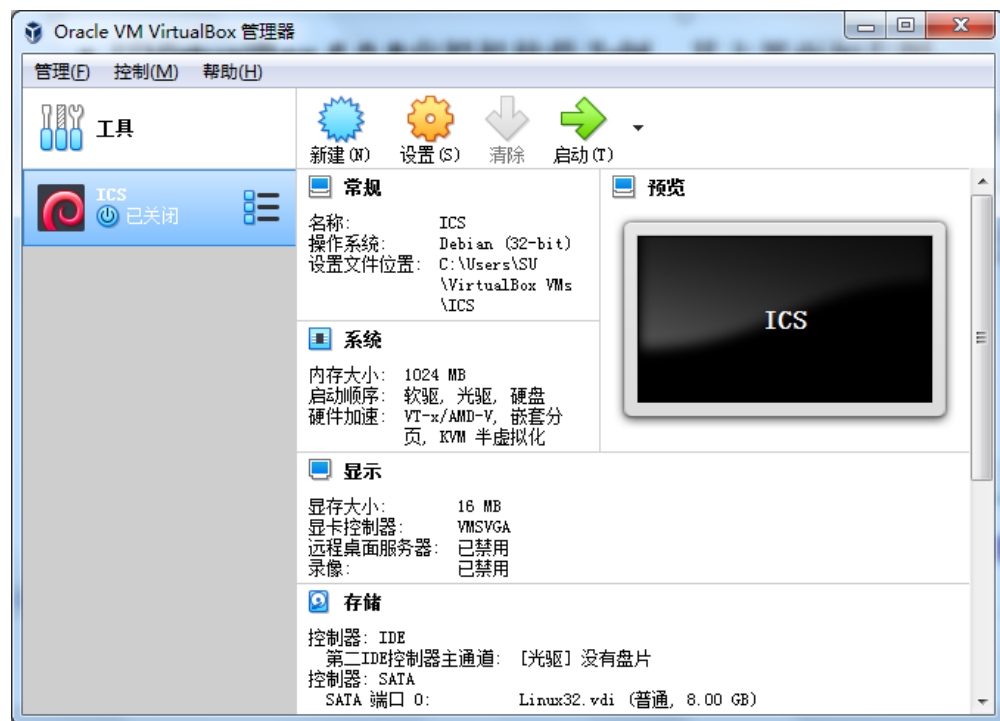 Oracle VM VirtualBox 管理器
管理(F) 控制(M) 帮助(H)
工具
新建(N) 设置(S) 清除 启动(T)
ICS
已关闭
常规
名称: ICS
操作系统: Debian (32-bit)
设置文件位置: C:\Users\SU
\VirtualBox VMs
\ICS
预览
ICS
系统
内存大小: 1024 MB
启动顺序: 软驱, 光驱, 硬盘
硬件加速: VT-x/AMD-V, 嵌套分
页, KVM 半虚拟化
显示
显存大小: 16 MB
显卡控制器: VMSVGA
远程桌面服务器: 已禁用
录像: 已禁用
存储
控制器: IDE
第二IDE控制器主通道: [光驱] 没有盘片
控制器: SATA
SATA 端口 0: Linux32.vdi (普通, 8.00 GB)